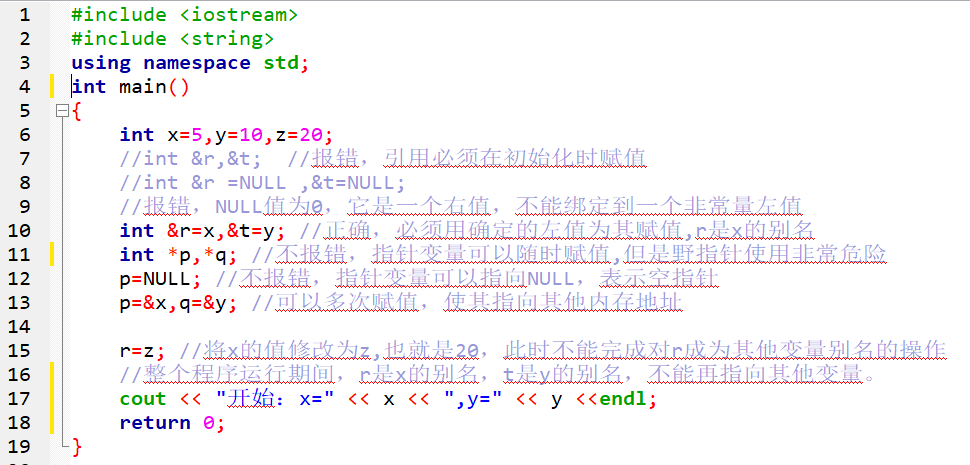 1 #include <iostream>
2 #include <string>
3 using namespace std;
4 int main()
5 {
6 int x=5,y=10,z=20;
7 //int &r,&t; //报错，引用必须在初始化时赋值
8 //int &r =NULL ,&t=NULL;
9 //报错，NULL值为0，它是一个右值，不能绑定到一个非常量左值
10 int &r=x,&t=y; //正确，必须用确定的左值为其赋值,r是x的别名
11 int *p,*q; //不报错，指针变量可以随时赋值,但是野指针使用非常危险
12 p=NULL; //不报错，指针变量可以指向NULL，表示空指针
13 p=&x,q=&y; //可以多次赋值，使其指向其他内存地址
14
15 r=z; //将x的值修改为z,也就是20，此时不能完成对r成为其他变量别名的操作
16 //整个程序运行期间，r是x的别名，t是y的别名，不能再指向其他变量。
17 cout << "开始：x=" << x << ",y=" << y <<endl;
18 return 0;
19 }